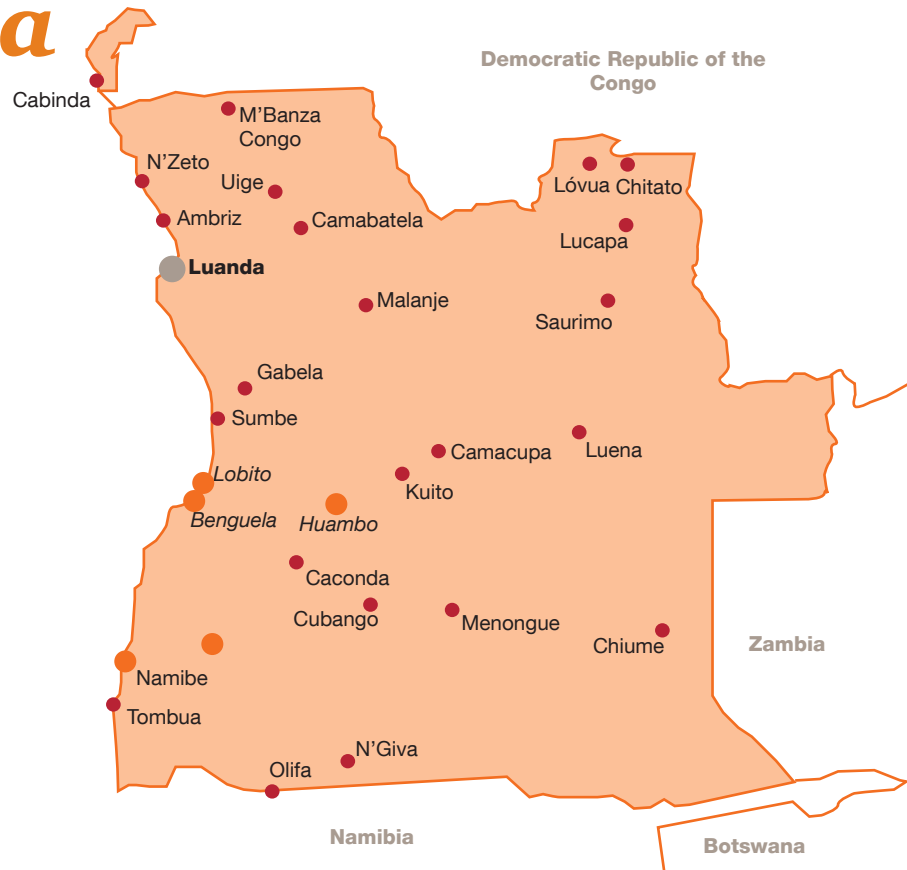 a
Democratic Republic of the
Congo
Cabinda
M’Banza
Congo
N’Zeto
Uige
Lóvua
Chitato
Ambriz
Camabatela
Lucapa
Luanda
Malanje
Saurimo
Gabela
Sumbe
Camacupa
Luena
Lobito
Kuito
Benguela
Huambo
Caconda
Cubango
Menongue
Chiume
Zambia
Namibe
Tombua
N’Giva
Olifa
Namibia
Botswana